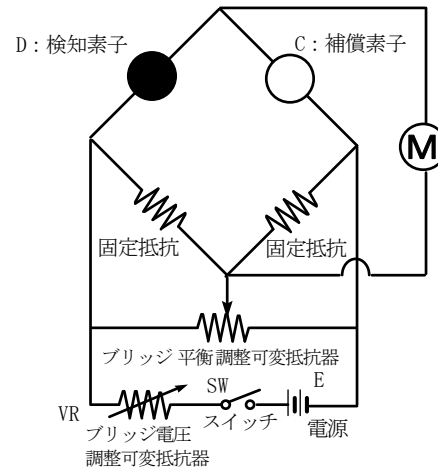 D：検知素子
C：補償素子
M
固定抵抗
固定抵抗
ブリッジ 平衡 調整可変抵抗器
SW
E
VR
スイッチ
電源
ブリッジ電圧
調整可変抵抗器